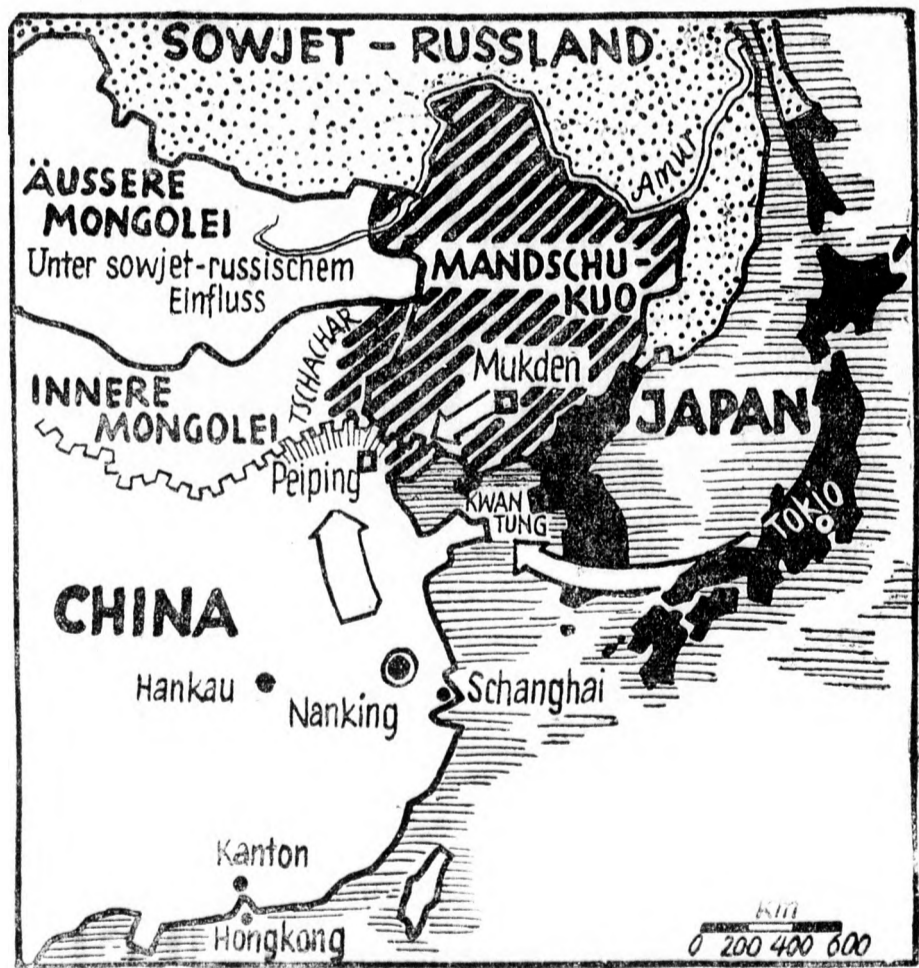 SOWJET - RUSSLAND
Amur
ÄUSSERE
MONGOLEI
Unter sowjet-russischem
Einfluss
MANDSCHU-
KUO
TSCHACHAR
Mukden
INNERE
MONGOLEI
JAPAN
Peiping
KWAN
TUNG
TOKIO
CHINA
Hankau
Nanking
Schanghai
Kanton
Hongkong
Km
0 200 400 600